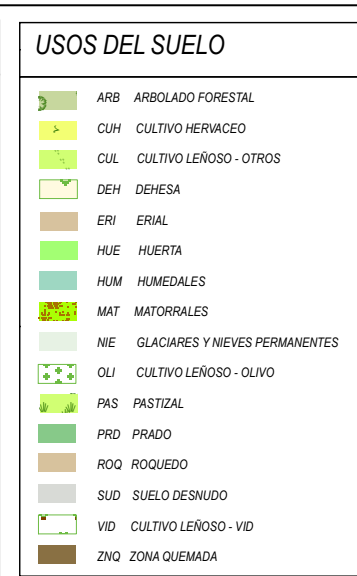 USOS DEL SUELO
ARB ARBOLADO FORESTAL
CUH CULTIVO HERVACEO
CUL CULTIVO LEÑOSO - OTROS
DEH DEHESA
ERI ERIAL
HUE HUERTA
HUM HUMEDALES
MAT MATORRALES
NIE GLACIARES Y NIEVES PERMANENTES
OLI CULTIVO LEÑOSO - OLIVO
PAS PASTIZAL
PRD PRADO
ROQ ROQUEDO
SUD SUELO DESNUDO
VID CULTIVO LEÑOSO - VID
ZNQ ZONA QUEMADA